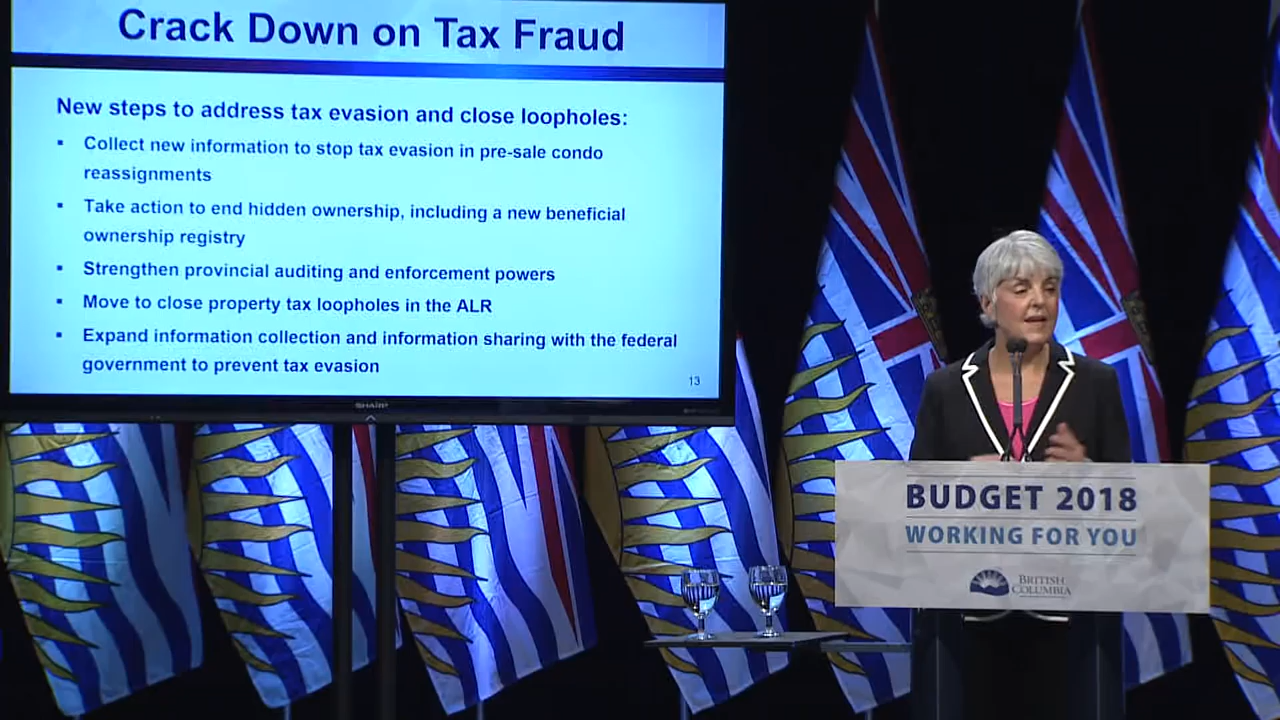 Crack Down on Tax Fraud
New steps to address tax evasion and close loopholes:
▪ Collect new information to stop tax evasion in pre-sale condo
reassignments
▪ Take action to end hidden ownership, including a new beneficial
ownership registry
▪ Strengthen provincial auditing and enforcement powers
▪ Move to close property tax loopholes in the ALR
▪ Expand information collection and information sharing with the federal
government to prevent tax evasion
13
SHARP
BUDGET 2018
WORKING FOR YOU
BRITISH
COLUMBIA